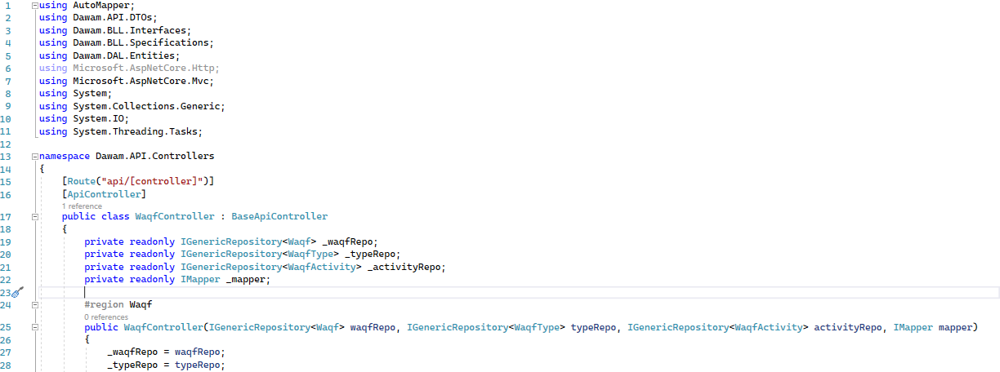 1 using AutoMapper;
2 using Dawam.API.DTOs;
3 using Dawam.BLL.Interfaces;
4 using Dawam.BLL.Specifications;
5 using Dawam.DAL.Entities;
6 using Microsoft.AspNetCore.Http;
7 using Microsoft.AspNetCore.Mvc;
8 using System;
9 using System.Collections.Generic;
10 using System.IO;
11 using System.Threading.Tasks;
12
13 namespace Dawam.API.Controllers
14 {
15 [Route("api/[controller]")]
16 [ApiController]
1 reference
17 public class WaqfController : BaseApiController
18 {
19 private readonly IGenericRepository<Waqf> _waqfRepo;
20 private readonly IGenericRepository<WaqfType> _typeRepo;
21 private readonly IGenericRepository<WaqfActivity> _activityRepo;
22 private readonly IMapper _mapper;
23
24 #region Waqf
0 references
25 public WaqfController(IGenericRepository<Waqf> waqfRepo, IGenericRepository<WaqfType> typeRepo, IGenericRepository<WaqfActivity> activityRepo, IMapper mapper)
26 {
27 _waqfRepo = waqfRepo;
28 _typeRepo = typeRepo;